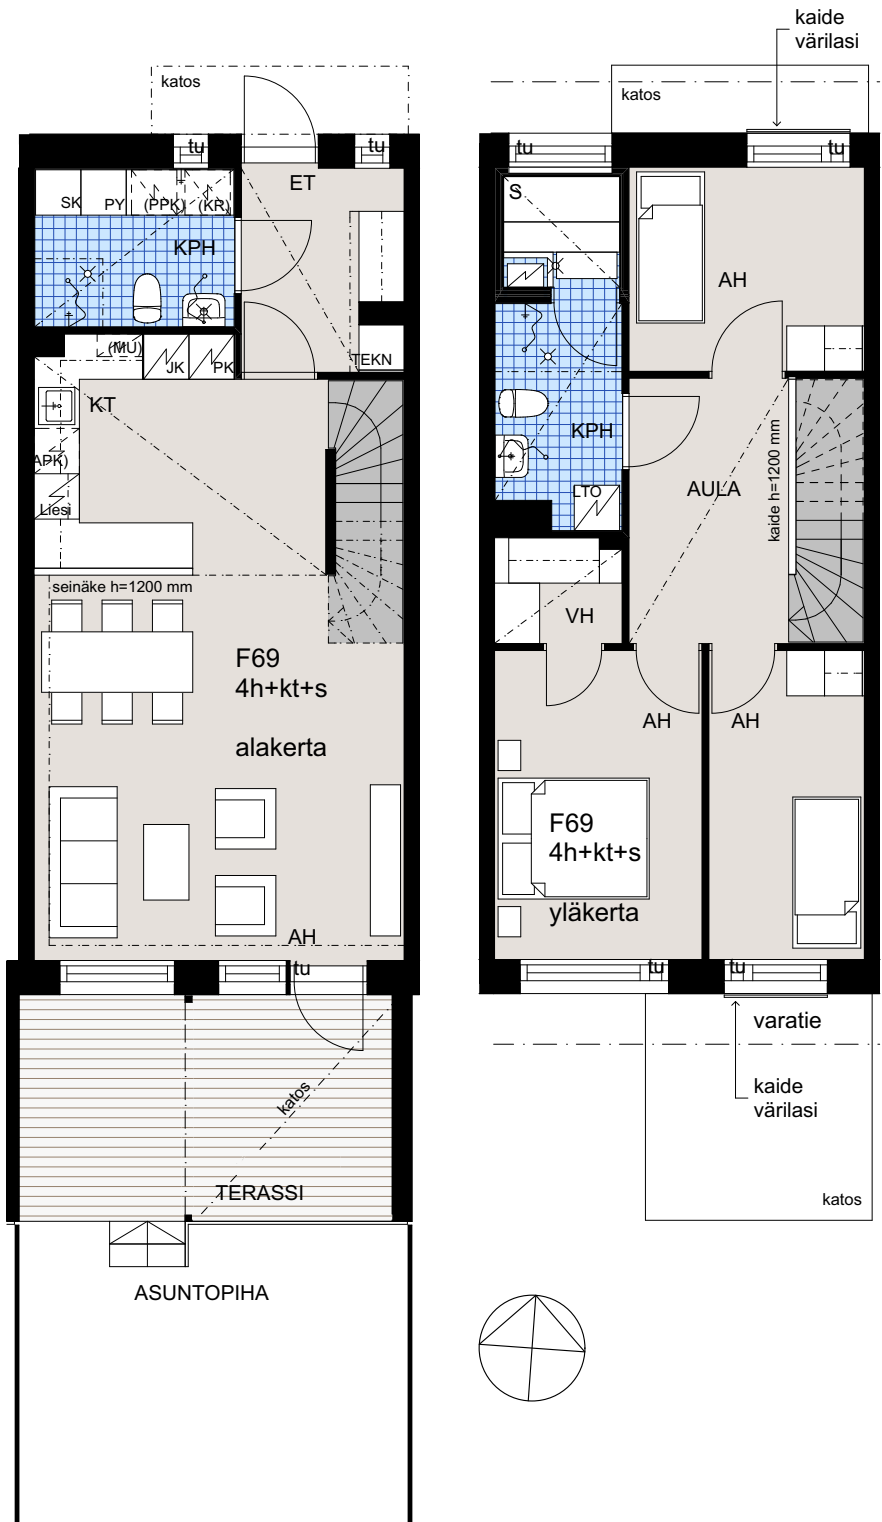 kaide
värilasi
katos
katos
tu
tu
tu
tu
ET
SK
PY
(PPK)
(KR)
S
KPH
AH
(MU)
JK
PK
TEKN
KT
KPH
APK)
Liesi
LTO
AULA
kaide h=1200 mm
seinäke h=1200 mm
VH
F69
4h+kt+s
alakerta
AH
AH
F69
4h+kt+s
yläkerta
AH
tu
tu
tu
varatie
kaide
värilasi
katos
TERASSI
katos
ASUNTOPIHA